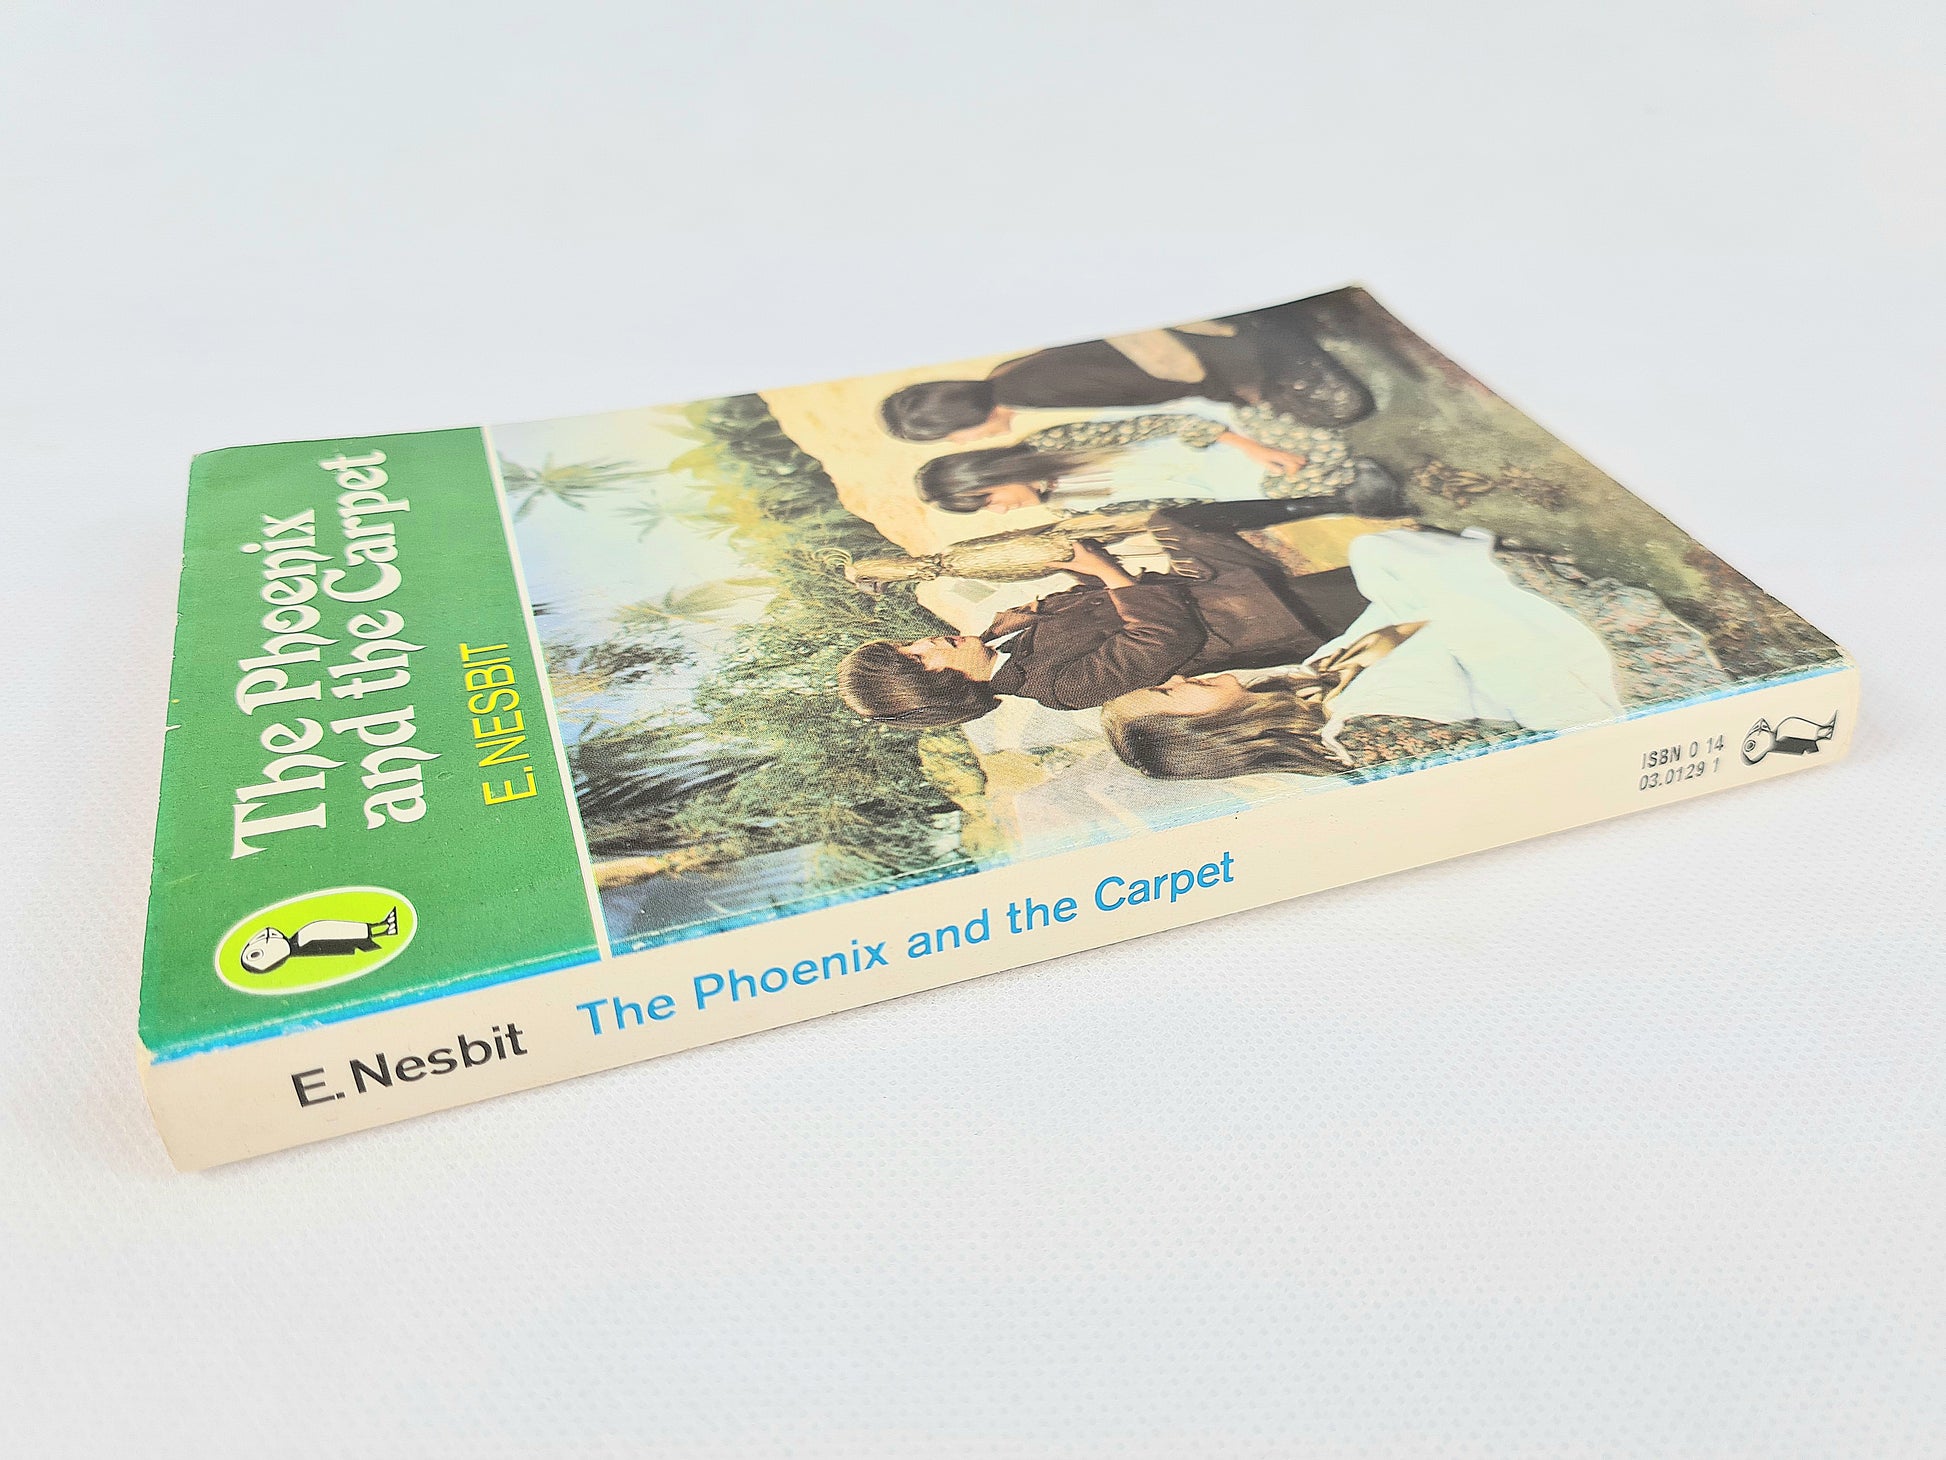 The Phoenix
and the Carpet
E. NESBIT
E. Nesbit The Phoenix and the Carpet
ISBN 0 14
03.0129 1